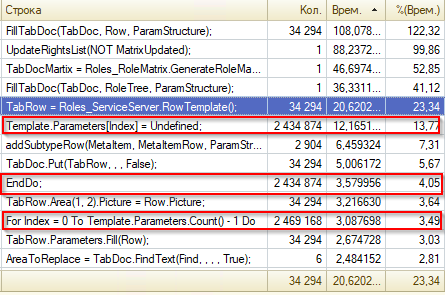 Строка Кол. Врем. %(Врем.)
FillTabDoc(TabDoc, Row, ParamStructure); 34 294 108,078... 122,32
UpdateRightsList(NOT MatrixUpdated); 1 88,2372... 99,86
TabDocMartix = Roles_RoleMatrix.GenerateRoleMa... 1 46,6974... 52,85
FillTabDoc(TabDoc, RoleTree, ParamStructure); 1 36,3311... 41,12
TabRow = Roles_ServiceServer.RowTemplate(); 34 294 20,6202... 23,34
Template.Parameters[Index] = Undefined; 2 434 874 12,1651... 13,77
addSubtypeRow(MetaItem, MetaItemRow, ParamStr... 2 904 6,459324 7,31
TabDoc.Put(TabRow, , , False); 34 294 5,006172 5,67
EndDo; 2 434 874 3,579956 4,05
TabRow.Area(1, 2).Picture = Row.Picture; 34 294 3,216630 3,64
For Index = 0 To Template.Parameters.Count() - 1 Do 2 469 168 3,087698 3,49
TabRow.Parameters.Fill(Row); 34 294 2,674728 3,03
AreaToReplace = TabDoc.FindText(Find, , , , True); 6 2,484152 2,81
34 294 20,6202... 23,34